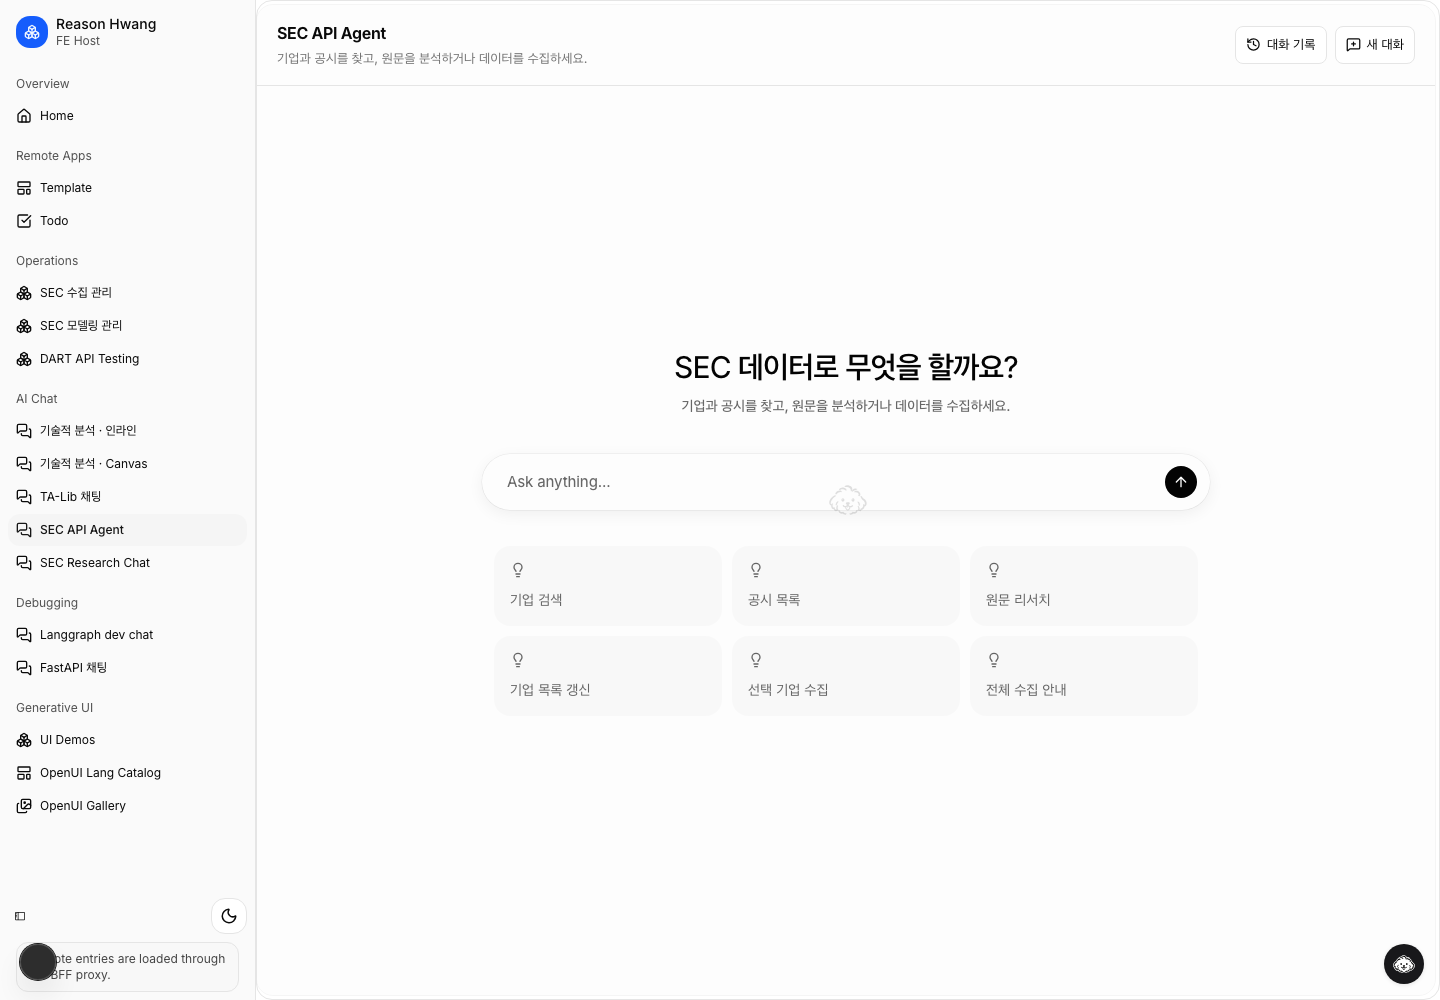 Reason Hwang
FE Host
Overview
Home
Remote Apps
Template
Todo
Operations
SEC 수집 관리
SEC 모델링 관리
DART API Testing
AI Chat
기술적 분석 · 인라인
기술적 분석 · Canvas
TA-Lib 채팅
SEC API Agent
SEC Research Chat
Debugging
Langgraph dev chat
FastAPI 채팅
Generative UI
UI Demos
OpenUI Lang Catalog
OpenUI Gallery
entries are loaded through
BFF proxy.
SEC API Agent
기업과 공시를 찾고, 원문을 분석하거나 데이터를 수집하세요.
대화 기록
새 대화
SEC 데이터로 무엇을 할까요?
기업과 공시를 찾고, 원문을 분석하거나 데이터를 수집하세요.
Ask anything...
기업 검색
공시 목록
원문 리서치
기업 목록 갱신
선택 기업 수집
전체 수집 안내